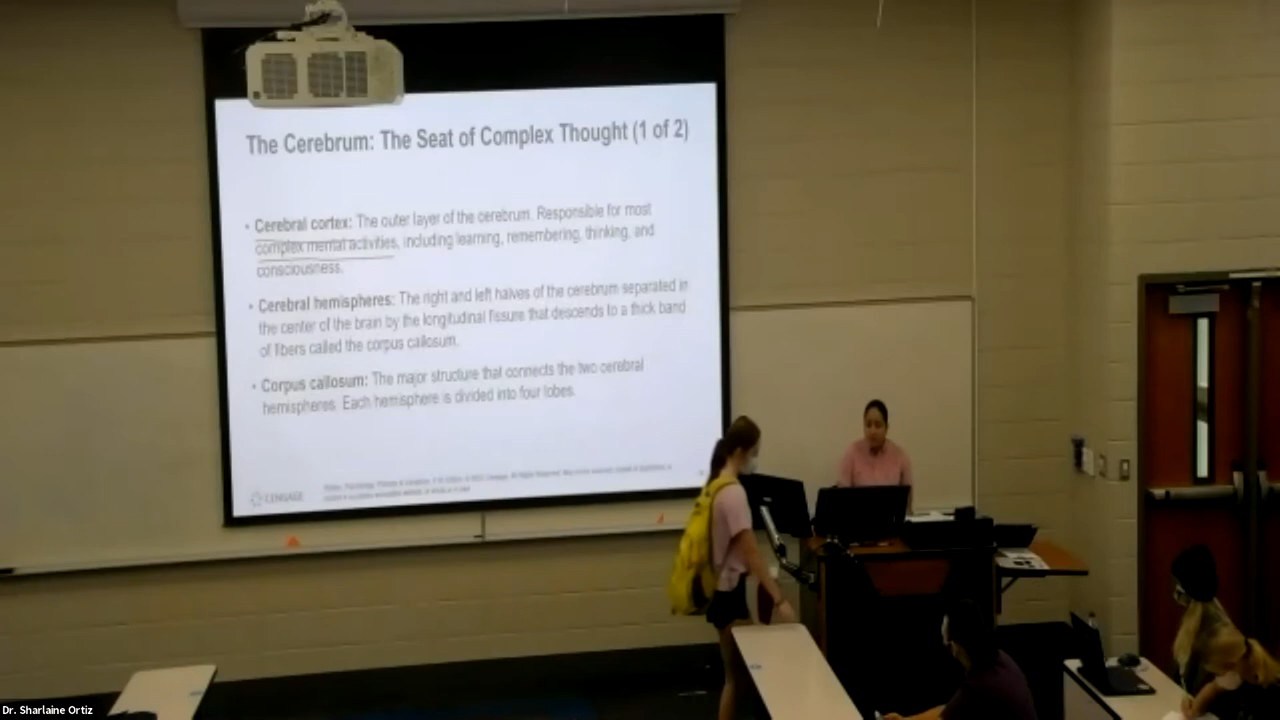 The Cerebrum: The Seat of Complex Thought (1 of 2)
• Cerebral cortex: The outer layer of the cerebrum. Responsible for most
complex mental activities, including learning, remembering, thinking, and
consciousness.
• Cerebral hemispheres: The right and left halves of the cerebrum separated in
the center of the brain by the longitudinal fissure that descends to a thick band
of fibers called the corpus callosum.
• Corpus callosum: The major structure that connects the two cerebral
hemispheres. Each hemisphere is divided into four lobes.
CENGAGE
Dr. Sharlaine Ortiz